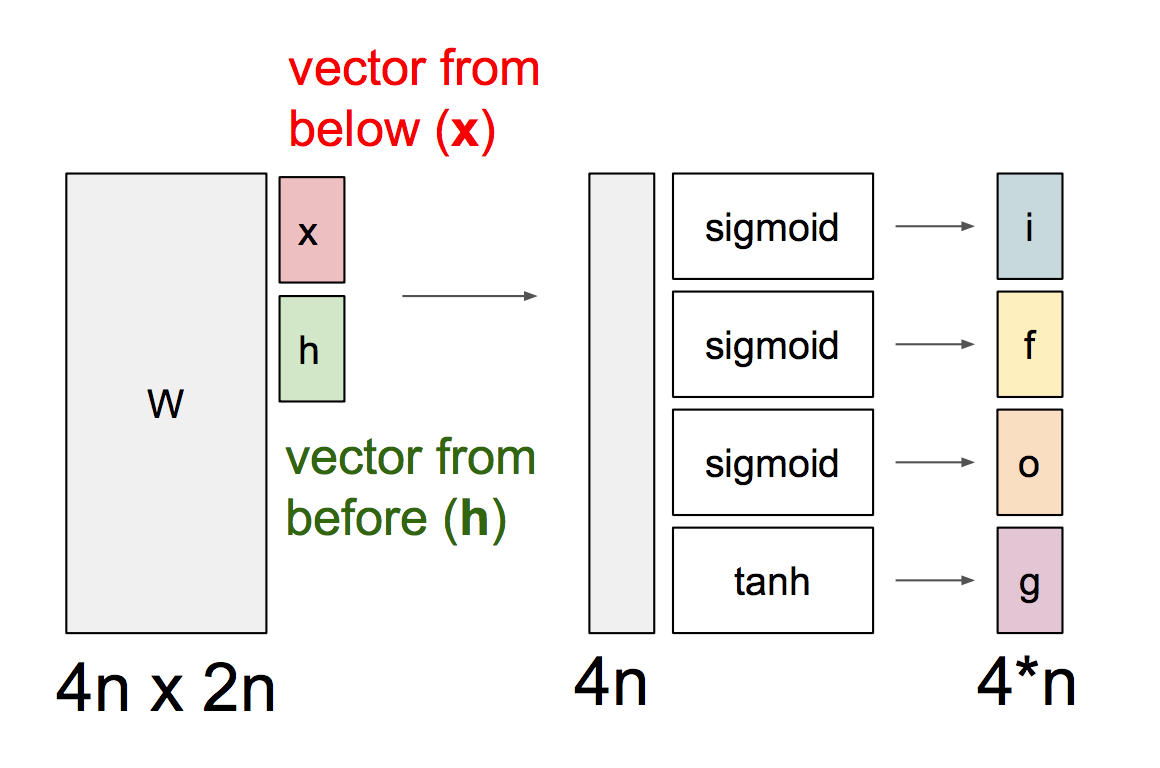 vector from
below (x)
x
h
W
vector from
before (h)
4n x 2n
sigmoid
sigmoid
sigmoid
tanh
4n
i
f
o
g
4*n